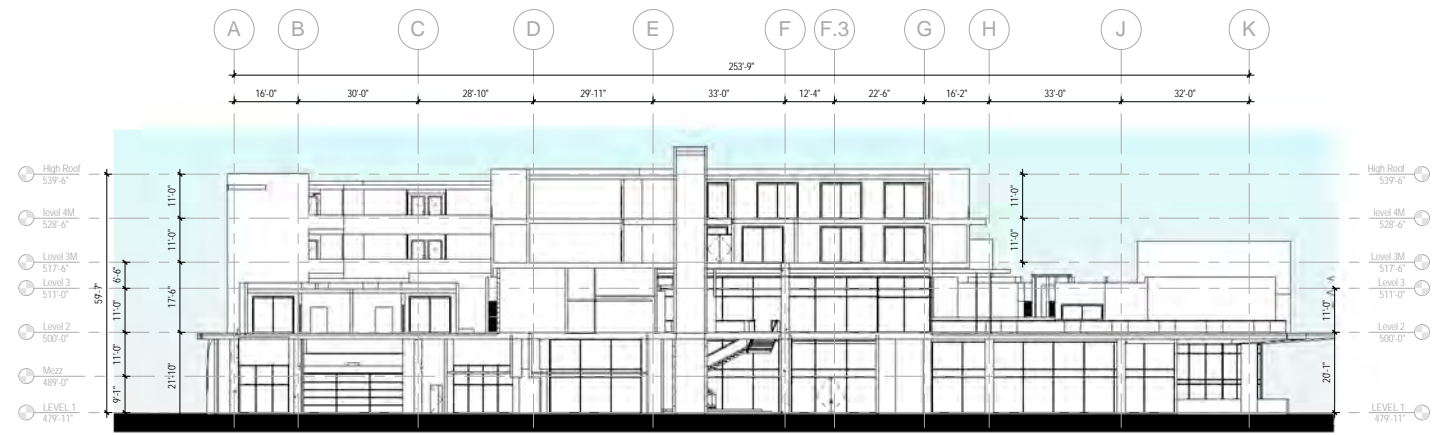 A B C D E F F.3 G H J K
253'-9"
16'-0" 30'-0" 28'-10" 29'-11" 33'-0" 12'-4" 22'-6" 16'-2" 33'-0" 32'-0"
High Roof
539'-6"
level 4M
528'-6"
Level 3M
517'-6"
Level 3
511'-0"
Level 2
500'-0"
Mezz
489'-0"
LEVEL 1
479'-11"
59'-7"
6'-6"
11'-0"
11'-0"
9'-1"
11'-0"
11'-0"
17'-6"
21'-10"
11'-0"
11'-0"
11'-0"
20'-1"
High Roof
539'-6"
level 4M
528'-6"
Level 3M
517'-6"
Level 3
511'-0"
Level 2
500'-0"
LEVEL 1
479'-11"